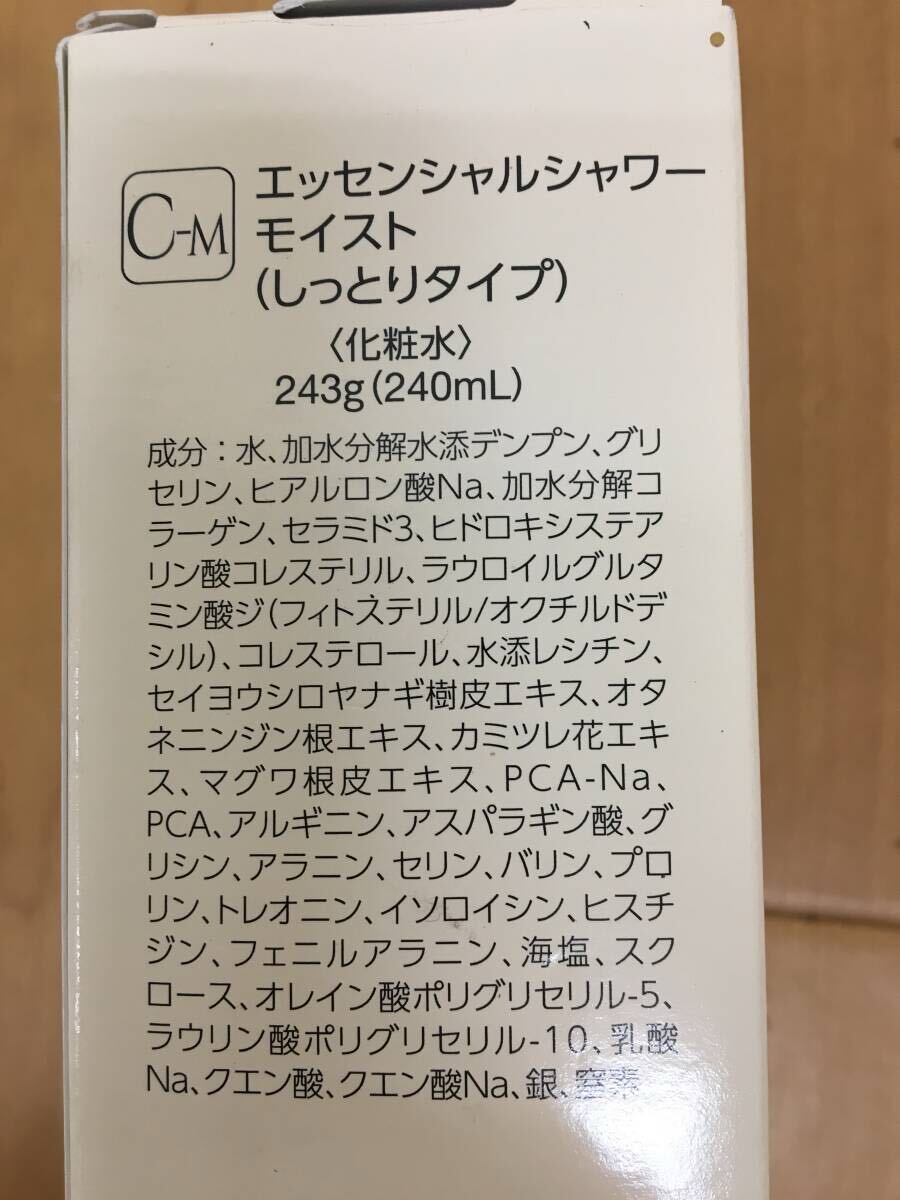 C-M
エッセンシャルシャワー
モイスト
(しっとりタイプ)
〈化粧水〉
243g(240mL)
成分：水、加水分解水添デンプン、グリ
セリン、ヒアルロン酸Na、加水分解コ
ラーゲン、セラミド3、ヒドロキシステア
リン酸コレステリル、ラウロイルグルタ
ミン酸ジ(フィトステリル/オクチルドデ
シル)、コレステロール、水添レシチン、
セイヨウシロヤナギ樹皮エキス、オタ
ネニンジン根エキス、カミツレ花エキ
ス、マグワ根皮エキス、PCA-Na、
PCA、アルギニン、アスパラギン酸、グ
リシン、アラニン、セリン、バリン、プロ
リン、トレオニン、イソロイシン、ヒスチ
ジン、フェニルアラニン、海塩、スク
ロース、オレイン酸ポリグリセリル-5、
ラウリン酸ポリグリセリル-10、乳酸
Na、クエン酸、クエン酸Na、銀、窒素